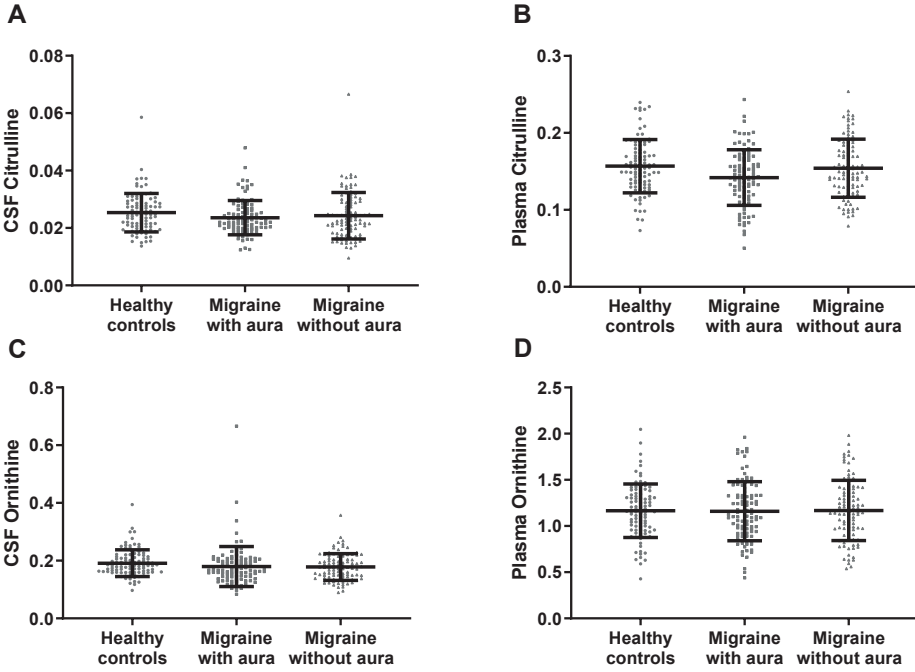 A
CSF Citrulline
0.08
0.06
0.04
0.02
0.00
Healthy controls
Migraine with aura
Migraine without aura
B
Plasma Citrulline
0.3
0.2
0.1
0.0
Healthy controls
Migraine with aura
Migraine without aura
C
CSF Ornithine
0.8
0.6
0.4
0.2
0.0
Healthy controls
Migraine with aura
Migraine without aura
D
Plasma Ornithine
2.5
2.0
1.5
1.0
0.5
0.0
Healthy controls
Migraine with aura
Migraine without aura